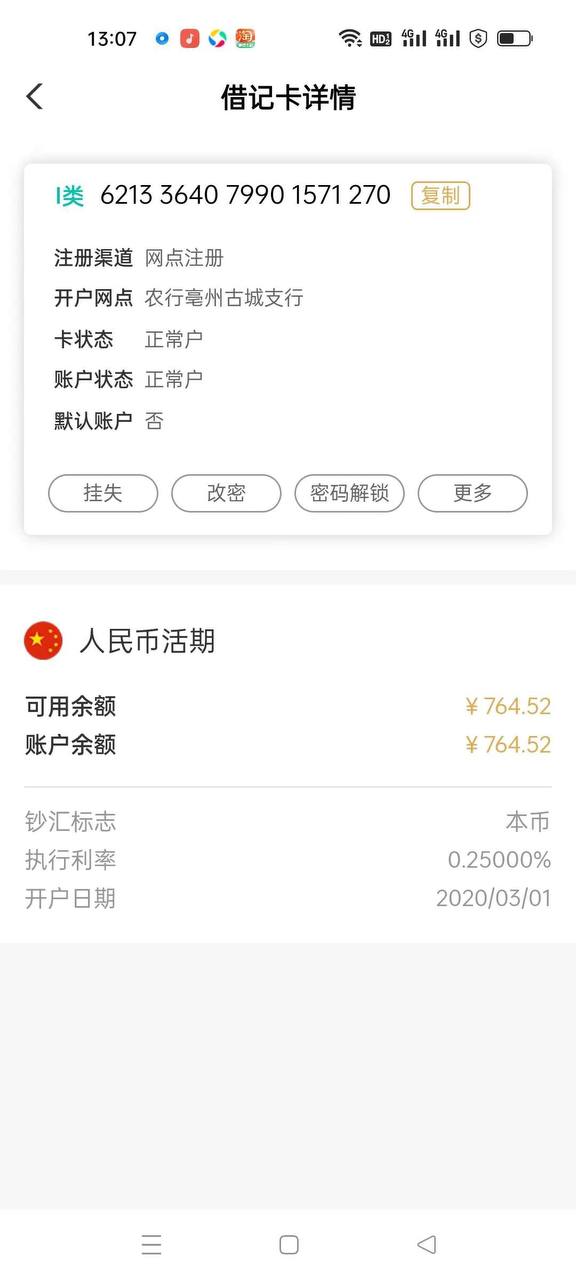 13:07
借记卡详情
I类 6213 3640 7990 1571 270 复制
注册渠道 网点注册
开户网点 农行亳州古城支行
卡状态 正常户
账户状态 正常户
默认账户 否
挂失 改密 密码解锁 更多
人民币活期
可用余额 ¥ 764.52
账户余额 ¥ 764.52
钞汇标志 本币
执行利率 0.25000%
开户日期 2020/03/01